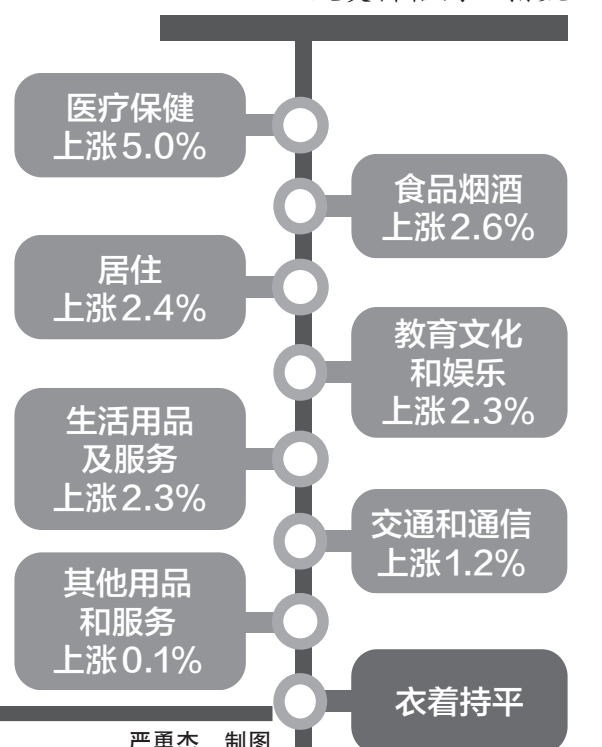 医疗保健
上涨5.0%
食品烟酒
上涨2.6%
居住
上涨2.4%
教育文化
和娱乐
上涨2.3%
生活用品
及服务
上涨2.3%
交通和通信
上涨1.2%
其他用品
和服务
上涨0.1%
衣着持平
严勇杰 制图